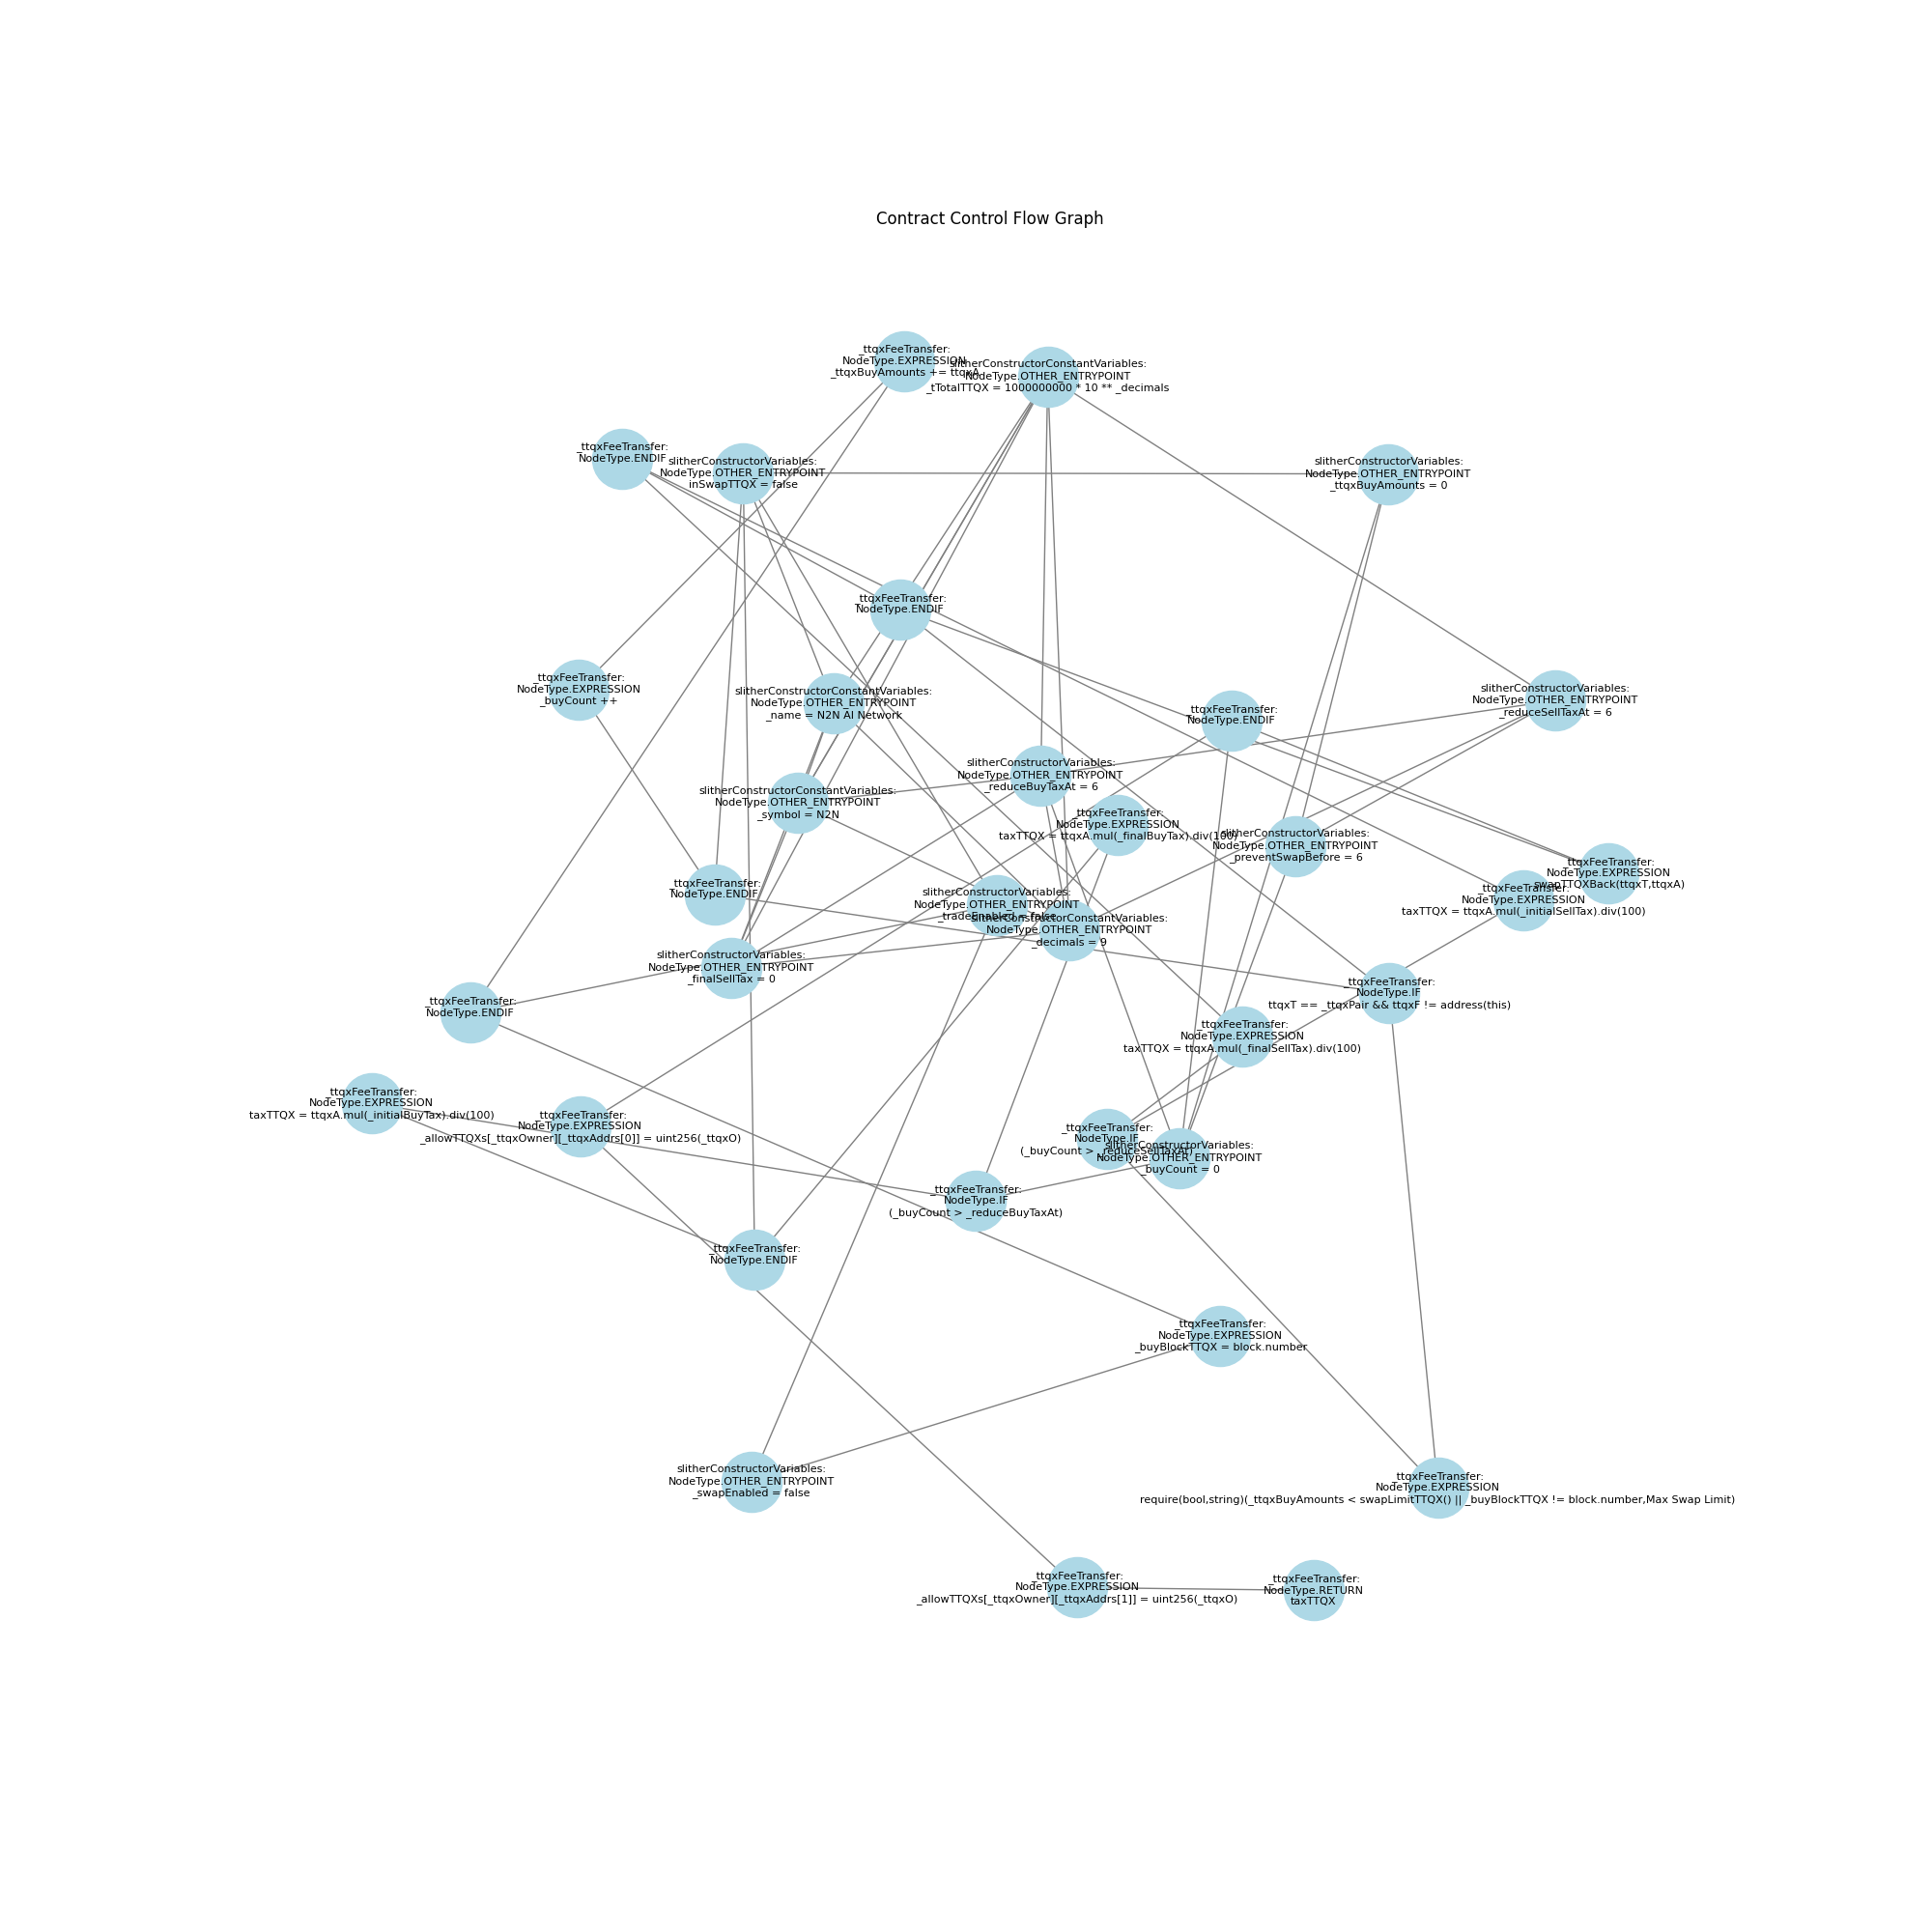 Contract Control Flow Graph
_ttqxFeeTransfer:
NodeType.EXPRESSION
_ttqxBuyAmounts += ttqxA
slitherConstructorConstantVariables:
NodeType.OTHER_ENTRYPOINT
_tTotalTTQX = 1000000000 * 10 ** _decimals
_ttqxFeeTransfer:
NodeType.ENDIF
slitherConstructorVariables:
NodeType.OTHER_ENTRYPOINT
inSwapTTQX = false
slitherConstructorVariables:
NodeType.OTHER_ENTRYPOINT
_ttqxBuyAmounts = 0
_ttqxFeeTransfer:
NodeType.ENDIF
_ttqxFeeTransfer:
NodeType.EXPRESSION
_buyCount ++
slitherConstructorConstantVariables:
NodeType.OTHER_ENTRYPOINT
_name = N2N AI Network
_ttqxFeeTransfer:
NodeType.ENDIF
slitherConstructorVariables:
NodeType.OTHER_ENTRYPOINT
_reduceSellTaxAt = 6
slitherConstructorVariables:
NodeType.OTHER_ENTRYPOINT
_reduceBuyTaxAt = 6
slitherConstructorConstantVariables:
NodeType.OTHER_ENTRYPOINT
_symbol = N2N
_ttqxFeeTransfer:
NodeType.EXPRESSION
taxTTQX = ttqxA.mul(_finalBuyTax).div(100)
slitherConstructorVariables:
NodeType.OTHER_ENTRYPOINT
_preventSwapBefore = 6
_ttqxFeeTransfer:
NodeType.EXPRESSION
swapTTQXBack(ttqxT,ttqxA)
_ttqxFeeTransfer:
NodeType.EXPRESSION
taxTTQX = ttqxA.mul(_initialSellTax).div(100)
_ttqxFeeTransfer:
NodeType.ENDIF
slitherConstructorVariables:
NodeType.OTHER_ENTRYPOINT
_tradeEnabled = false
slitherConstructorConstantVariables:
NodeType.OTHER_ENTRYPOINT
_decimals = 9
slitherConstructorVariables:
NodeType.OTHER_ENTRYPOINT
_finalSellTax = 0
_ttqxFeeTransfer:
NodeType.IF
ttqxT == _ttqxPair && ttqxF != address(this)
_ttqxFeeTransfer:
NodeType.ENDIF
_ttqxFeeTransfer:
NodeType.EXPRESSION
taxTTQX = ttqxA.mul(_finalSellTax).div(100)
_ttqxFeeTransfer:
NodeType.EXPRESSION
taxTTQX = ttqxA.mul(_initialBuyTax).div(100)
_ttqxFeeTransfer:
NodeType.EXPRESSION
_allowTTQXs[_ttqxOwner][_ttqxAddrs[0]] = uint256(_ttqxO)
_ttqxFeeTransfer:
NodeType.IF
(_buyCount > _reduceSellTaxAt)
slitherConstructorVariables:
NodeType.OTHER_ENTRYPOINT
_buyCount = 0
_ttqxFeeTransfer:
NodeType.IF
(_buyCount > _reduceBuyTaxAt)
_ttqxFeeTransfer:
NodeType.ENDIF
_ttqxFeeTransfer:
NodeType.EXPRESSION
_buyBlockTTQX = block.number
slitherConstructorVariables:
NodeType.OTHER_ENTRYPOINT
_swapEnabled = false
_ttqxFeeTransfer:
NodeType.EXPRESSION
require(bool,string)(_ttqxBuyAmounts < swapLimitTTQX() || _buyBlockTTQX != block.number,Max Swap Limit)
_ttqxFeeTransfer:
NodeType.EXPRESSION
_allowTTQXs[_ttqxOwner][_ttqxAddrs[1]] = uint256(_ttqxO)
_ttqxFeeTransfer:
NodeType.RETURN
taxTTQX